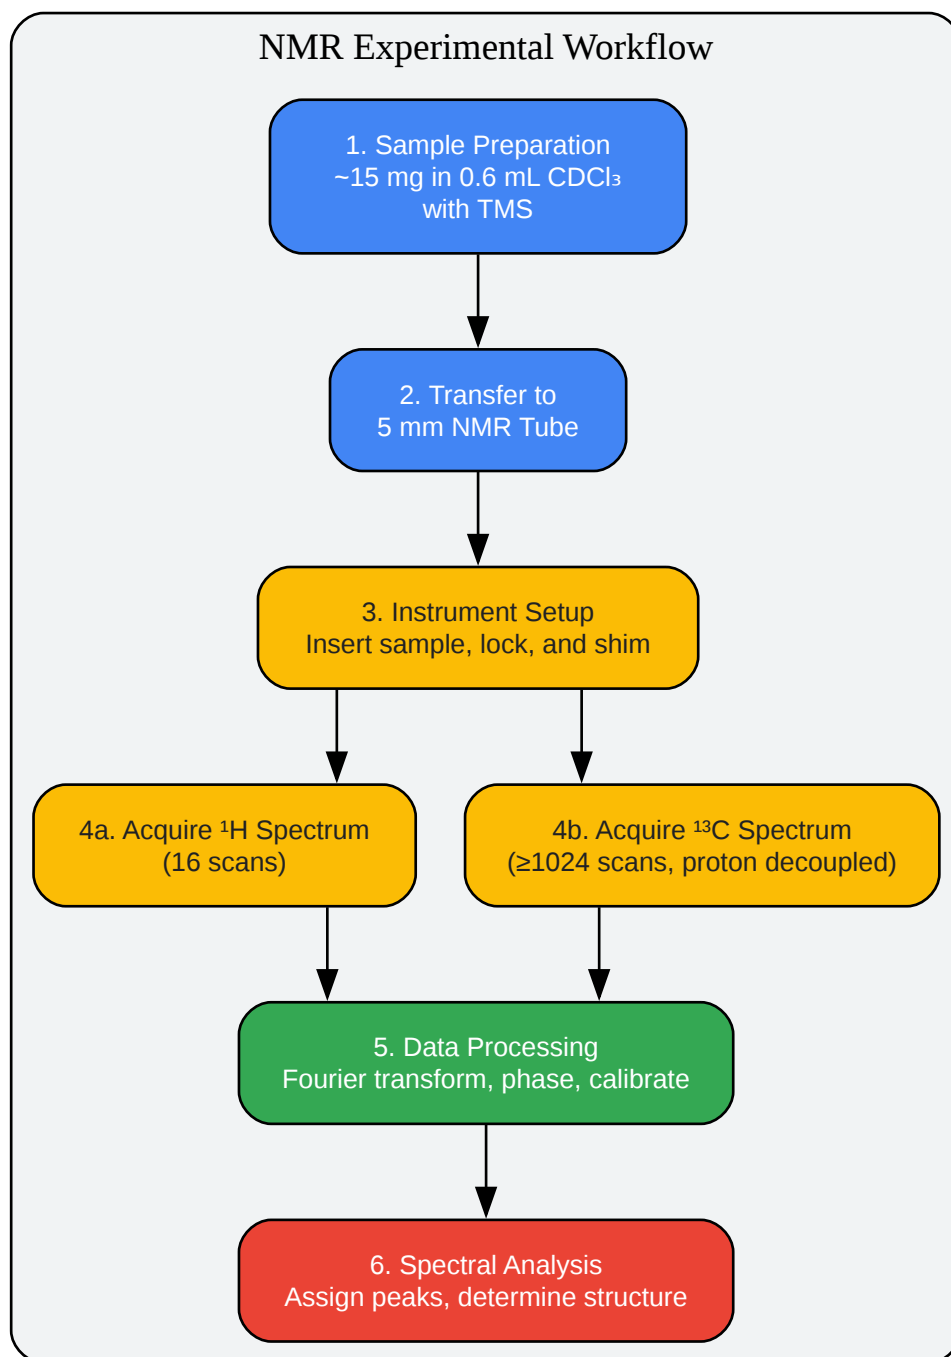 NMR Experimental Workflow
1. Sample Preparation
~15 mg in 0.6 mL CDCl₃
with TMS
2. Transfer to
5 mm NMR Tube
3. Instrument Setup
Insert sample, lock, and shim
4a. Acquire ¹H Spectrum
(16 scans)
4b. Acquire ¹³C Spectrum
(≥1024 scans, proton decoupled)
5. Data Processing
Fourier transform, phase, calibrate
6. Spectral Analysis
Assign peaks, determine structure